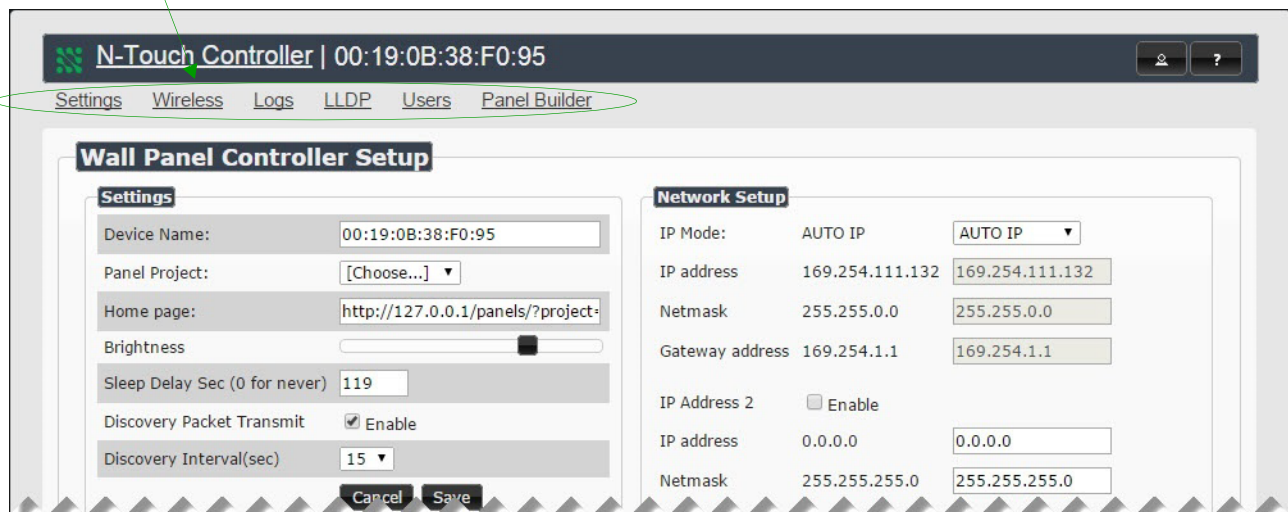 N-Touch Controller | 00:19:0B:38:F0:95
?
Settings Wireless Logs LLDP Users Panel Builder
Wall Panel Controller Setup
Settings
Device Name: 00:19:0B:38:F0:95
Panel Project: [Choose...]
Home page: http://127.0.0.1/panels/?project=
Brightness
Sleep Delay Sec (0 for never) 119
Discovery Packet Transmit Enable
Discovery Interval(sec) 15
Cancel Save
Network Setup
IP Mode: AUTO IP AUTO IP
IP address 169.254.111.132 169.254.111.132
Netmask 255.255.0.0 255.255.0.0
Gateway address 169.254.1.1 169.254.1.1
IP Address 2 Enable
IP address 0.0.0.0 0.0.0.0
Netmask 255.255.255.0 255.255.255.0